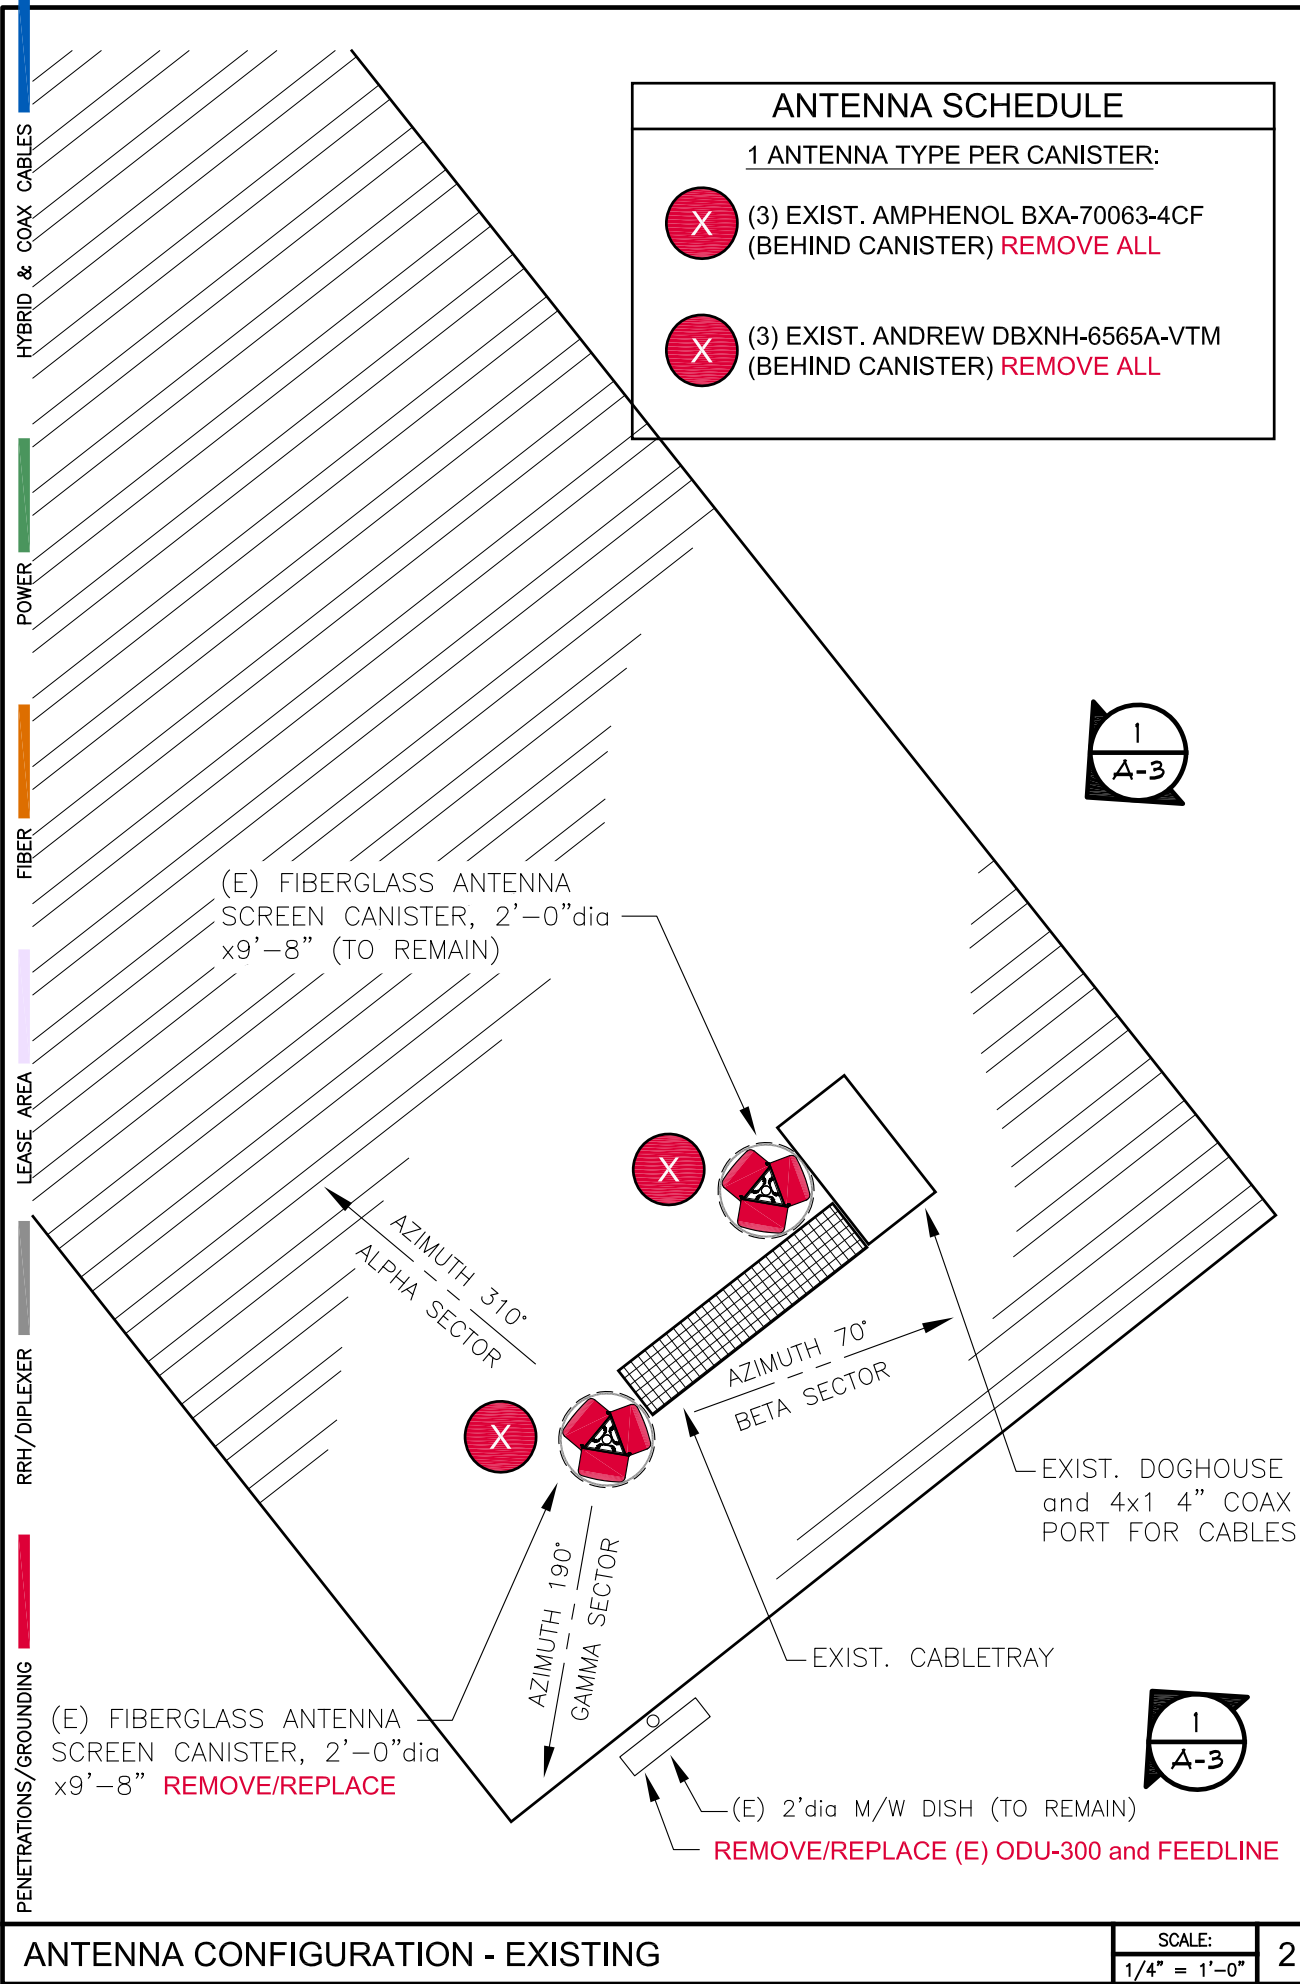 ANTENNA SCHEDULE
1 ANTENNA TYPE PER CANISTER:
X
(3) EXIST. AMPHENOL BXA-70063-4CF
(BEHIND CANISTER) REMOVE ALL
X
(3) EXIST. ANDREW DBXNH-6565A-VTM
(BEHIND CANISTER) REMOVE ALL
HYBRID & COAX CABLES
POWER
FIBER
LEASE AREA
RRH/DIPLEXER
PENETRATIONS/GROUNDING
1
A-3
(E) FIBERGLASS ANTENNA
SCREEN CANISTER, 2'-0"dia
x9'-8" (TO REMAIN)
X
AZIMUTH 310°
ALPHA SECTOR
AZIMUTH 70°
BETA SECTOR
X
AZIMUTH 190°
GAMMA SECTOR
EXIST. DOGHOUSE
and 4x1 4" COAX
PORT FOR CABLES
EXIST. CABLETRAY
(E) FIBERGLASS ANTENNA
SCREEN CANISTER, 2'-0"dia
x9'-8" REMOVE/REPLACE
1
A-3
(E) 2'dia M/W DISH (TO REMAIN)
REMOVE/REPLACE (E) ODU-300 and FEEDLINE
ANTENNA CONFIGURATION - EXISTING
SCALE:
1/4" = 1'-0"
2